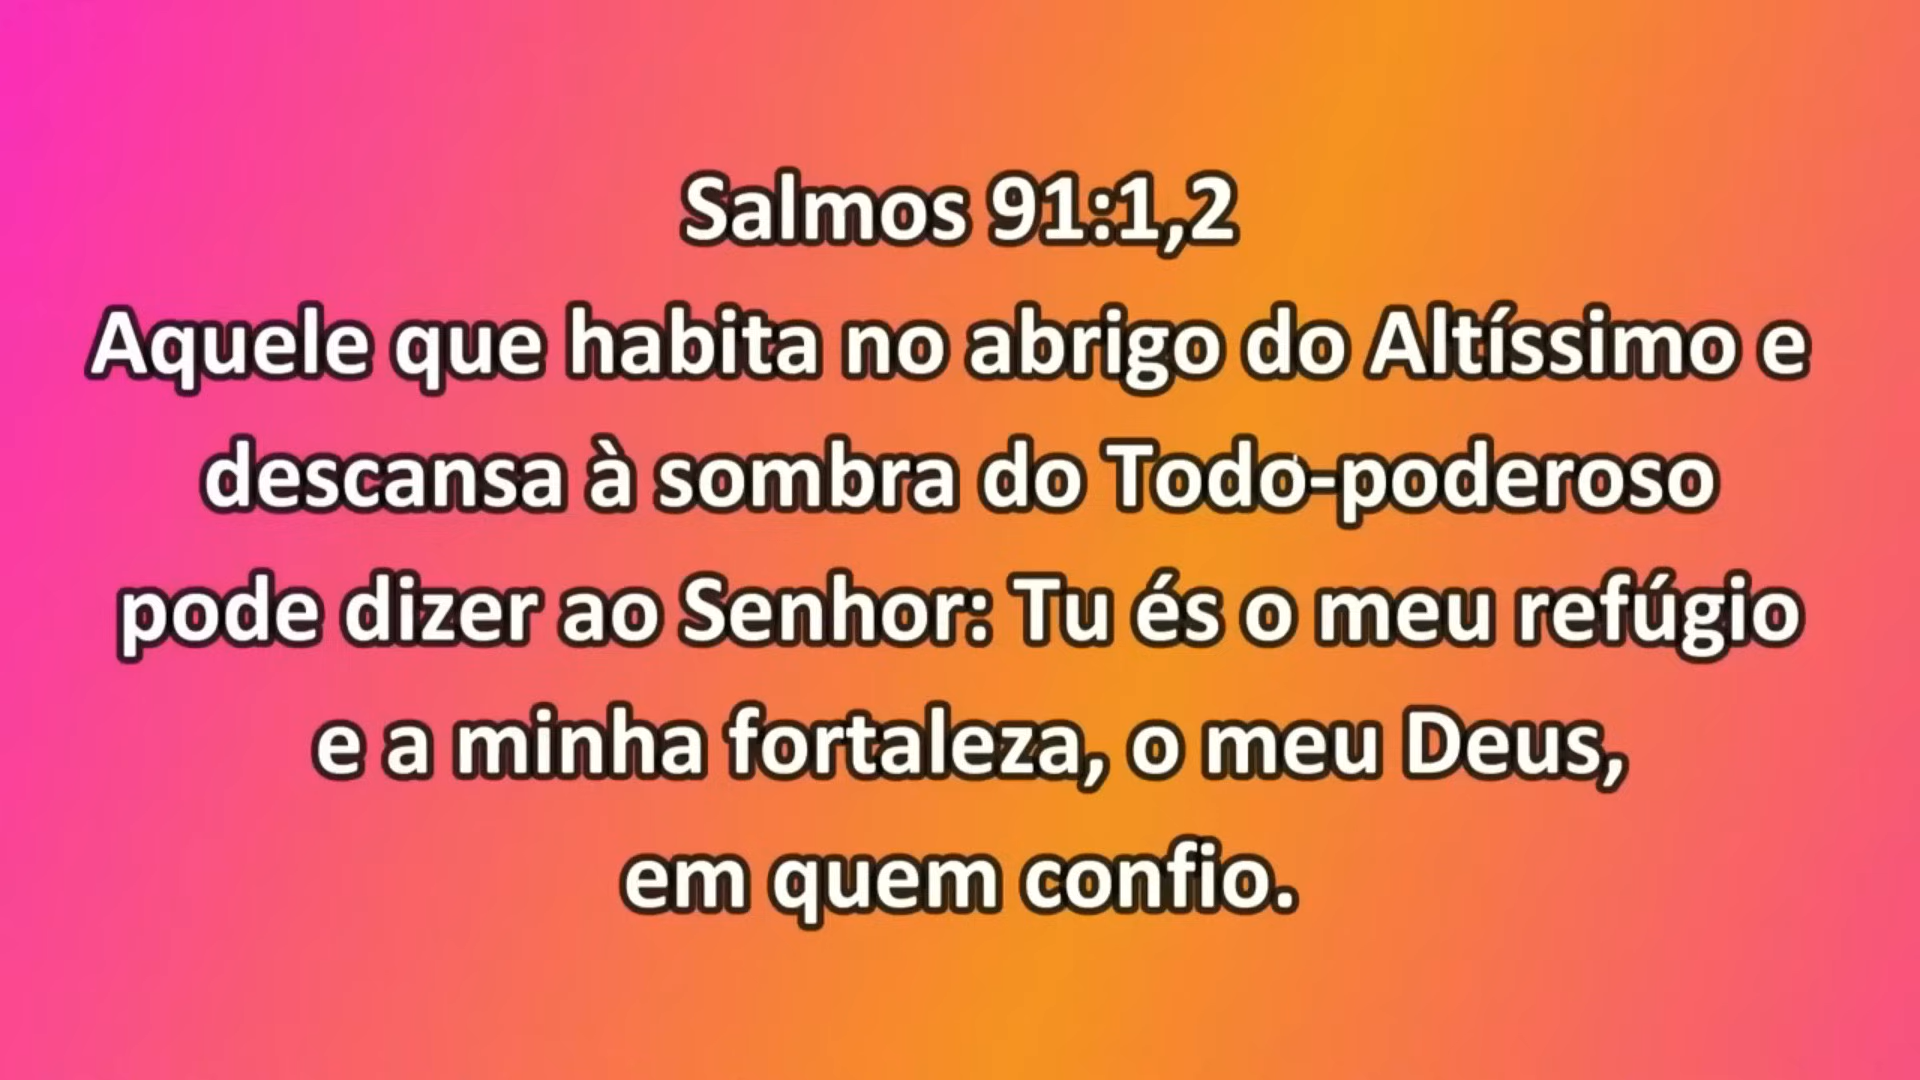 Salmos 91:1,2
Aquele que habita no abrigo do Altíssimo e
descansa à sombra do Todo-poderoso
pode dizer ao Senhor: Tu és o meu refúgio
e a minha fortaleza, o meu Deus,
em quem confio.